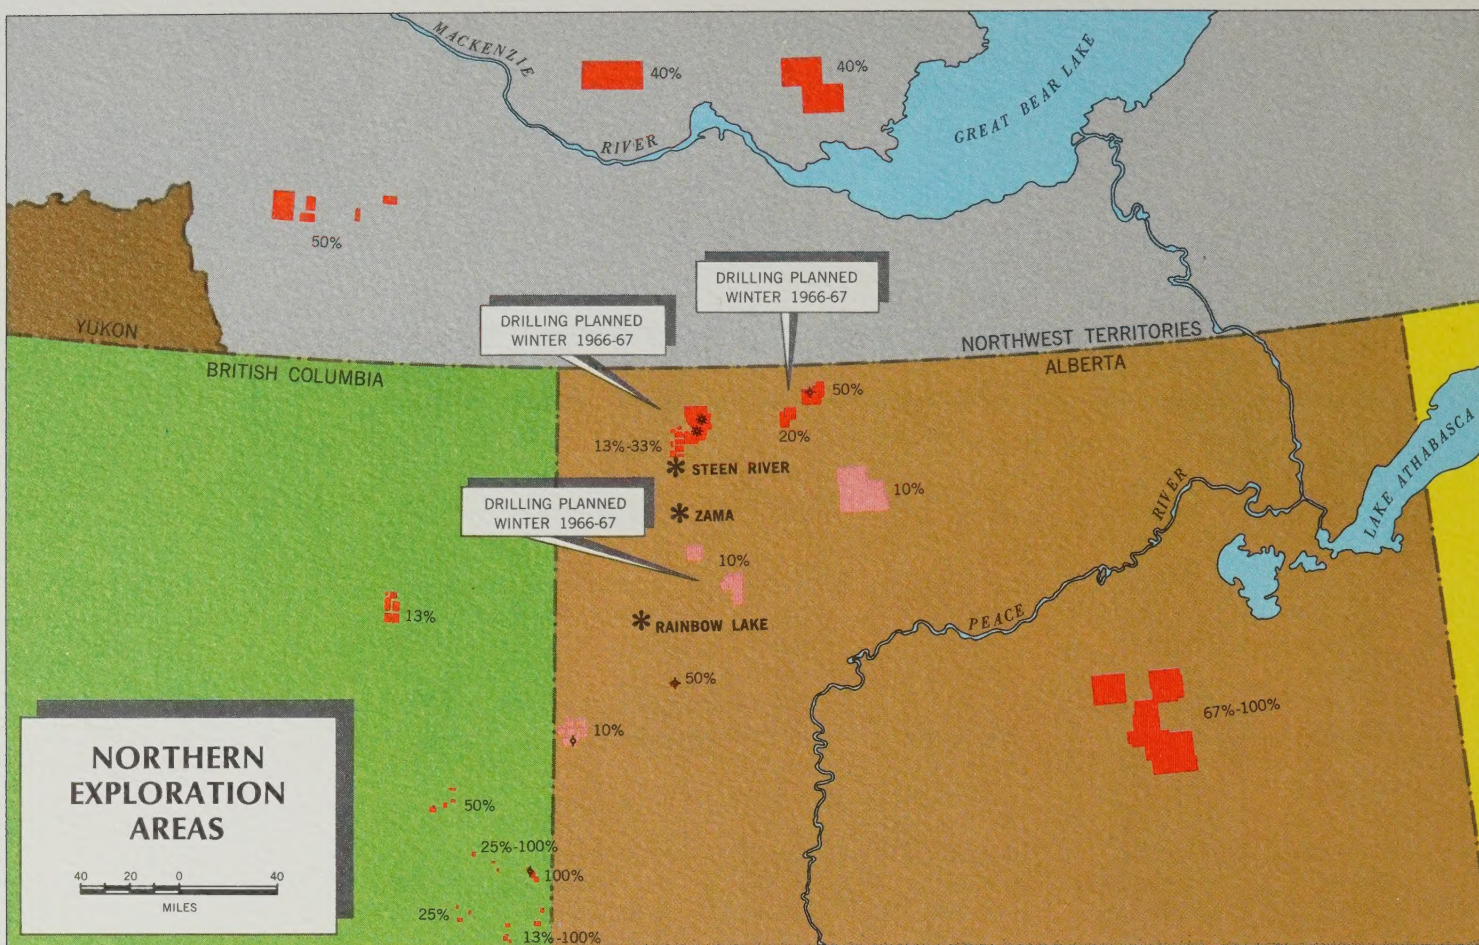 MACKENZIE
RIVER
40%
40%
GREAT BEAR LAKE
50%
DRILLING PLANNED
WINTER 1966-67
DRILLING PLANNED
WINTER 1966-67
YUKON
NORTHWEST TERRITORIES
BRITISH COLUMBIA
ALBERTA
50%
20%
13%-33%
STEEN RIVER
10%
DRILLING PLANNED
WINTER 1966-67
ZAMA
10%
RIVER
PEACE
LAKE ATHABASCA
13%
RAINBOW LAKE
50%
67%-100%
10%
NORTHERN
EXPLORATION
AREAS
40 20 0 40
MILES
50%
25%-100%
100%
25%
13%-100%